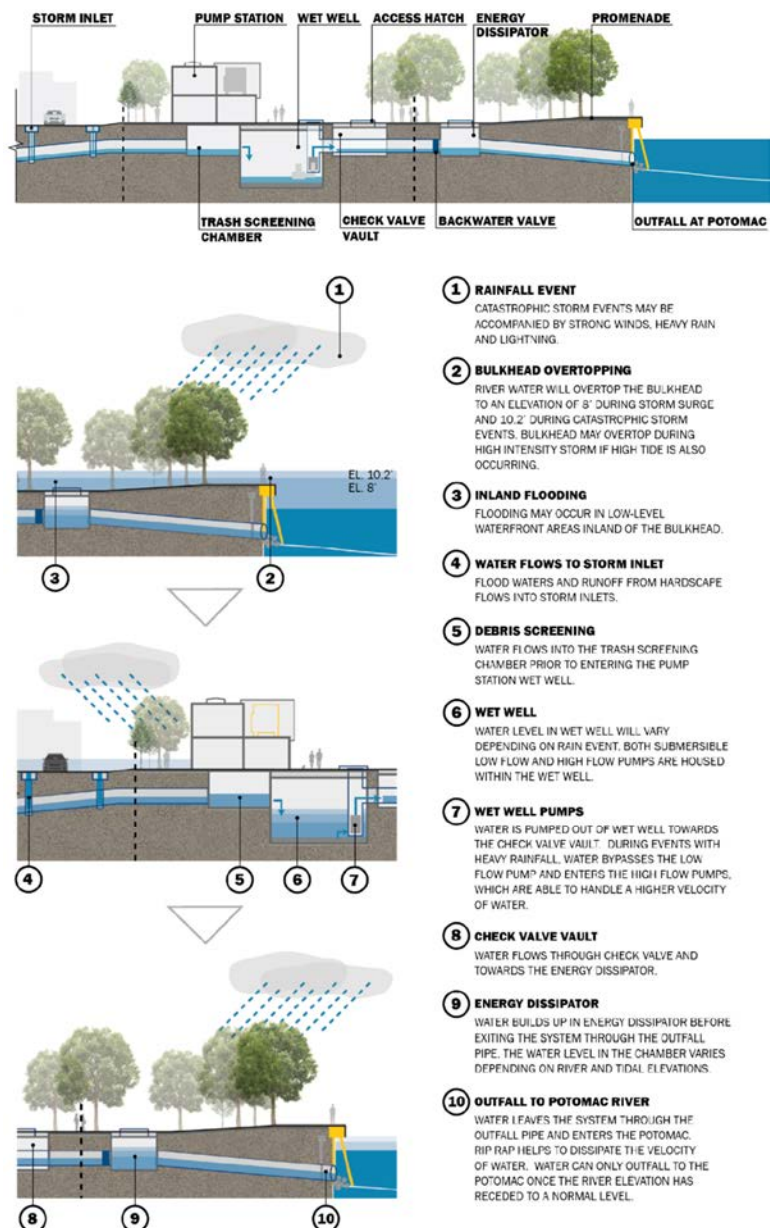 STORM INLET
PUMP STATION
WET WELL
ACCESS HATCH
ENERGY
DISSIPATOR
PROMENADE
TRASH SCREENING
CHAMBER
CHECK VALVE
VAULT
BACKWATER VALVE
OUTFALL AT POTOMAC
1
EL. 10.2'
EL. 8'
3
2
4
5
6
7
8
9
10
1 RAINFALL EVENT
CATASTROPHIC STORM EVENTS MAY BE
ACCOMPANIED BY STRONG WINDS, HEAVY RAIN
AND LIGHTNING.
2 BULKHEAD OVERTOPPING
RIVER WATER WILL OVERTOP THE BULKHEAD
TO AN ELEVATION OF 8' DURING STORM SURGE
AND 10.2' DURING CATASTROPHIC STORM
EVENTS. BULKHEAD MAY OVERTOP DURING
HIGH INTENSITY STORM IF HIGH TIDE IS ALSO
OCCURRING.
3 INLAND FLOODING
FLOODING MAY OCCUR IN LOW-LEVEL
WATERFRONT AREAS INLAND OF THE BULKHEAD.
4 WATER FLOWS TO STORM INLET
FLOOD WATERS AND RUNOFF FROM HARDSCAPE
FLOWS INTO STORM INLETS.
5 DEBRIS SCREENING
WATER FLOWS INTO THE TRASH SCREENING
CHAMBER PRIOR TO ENTERING THE PUMP
STATION WET WELL.
6 WET WELL
WATER LEVEL IN WET WELL WILL VARY
DEPENDING ON RAIN EVENT. BOTH SUBMERSIBLE
LOW FLOW AND HIGH FLOW PUMPS ARE HOUSED
WITHIN THE WET WELL.
7 WET WELL PUMPS
WATER IS PUMPED OUT OF WET WELL TOWARDS
THE CHECK VALVE VAULT. DURING EVENTS WITH
HEAVY RAINFALL, WATER BYPASSES THE LOW
FLOW PUMP AND ENTERS THE HIGH FLOW PUMPS,
WHICH ARE ABLE TO HANDLE A HIGHER VELOCITY
OF WATER.
8 CHECK VALVE VAULT
WATER FLOWS THROUGH CHECK VALVE AND
TOWARDS THE ENERGY DISSIPATOR.
9 ENERGY DISSIPATOR
WATER BUILDS UP IN ENERGY DISSIPATOR BEFORE
EXITING THE SYSTEM THROUGH THE OUTFALL
PIPE. THE WATER LEVEL IN THE CHAMBER VARIES
DEPENDING ON RIVER AND TIDAL ELEVATIONS.
10 OUTFALL TO POTOMAC RIVER
WATER LEAVES THE SYSTEM THROUGH THE
OUTFALL PIPE AND ENTERS THE POTOMAC.
RIP RAP HELPS TO DISSIPATE THE VELOCITY
OF WATER. WATER CAN ONLY OUTFALL TO THE
POTOMAC ONCE THE RIVER ELEVATION HAS
RECEDED TO A NORMAL LEVEL.